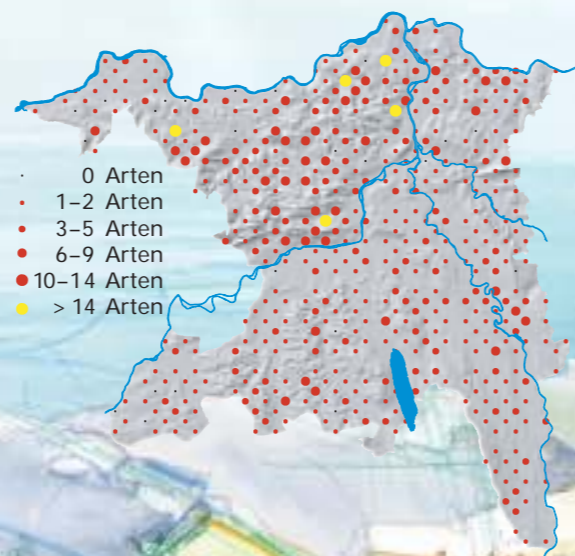 0 Arten
1–2 Arten
3–5 Arten
6–9 Arten
10–14 Arten
> 14 Arten